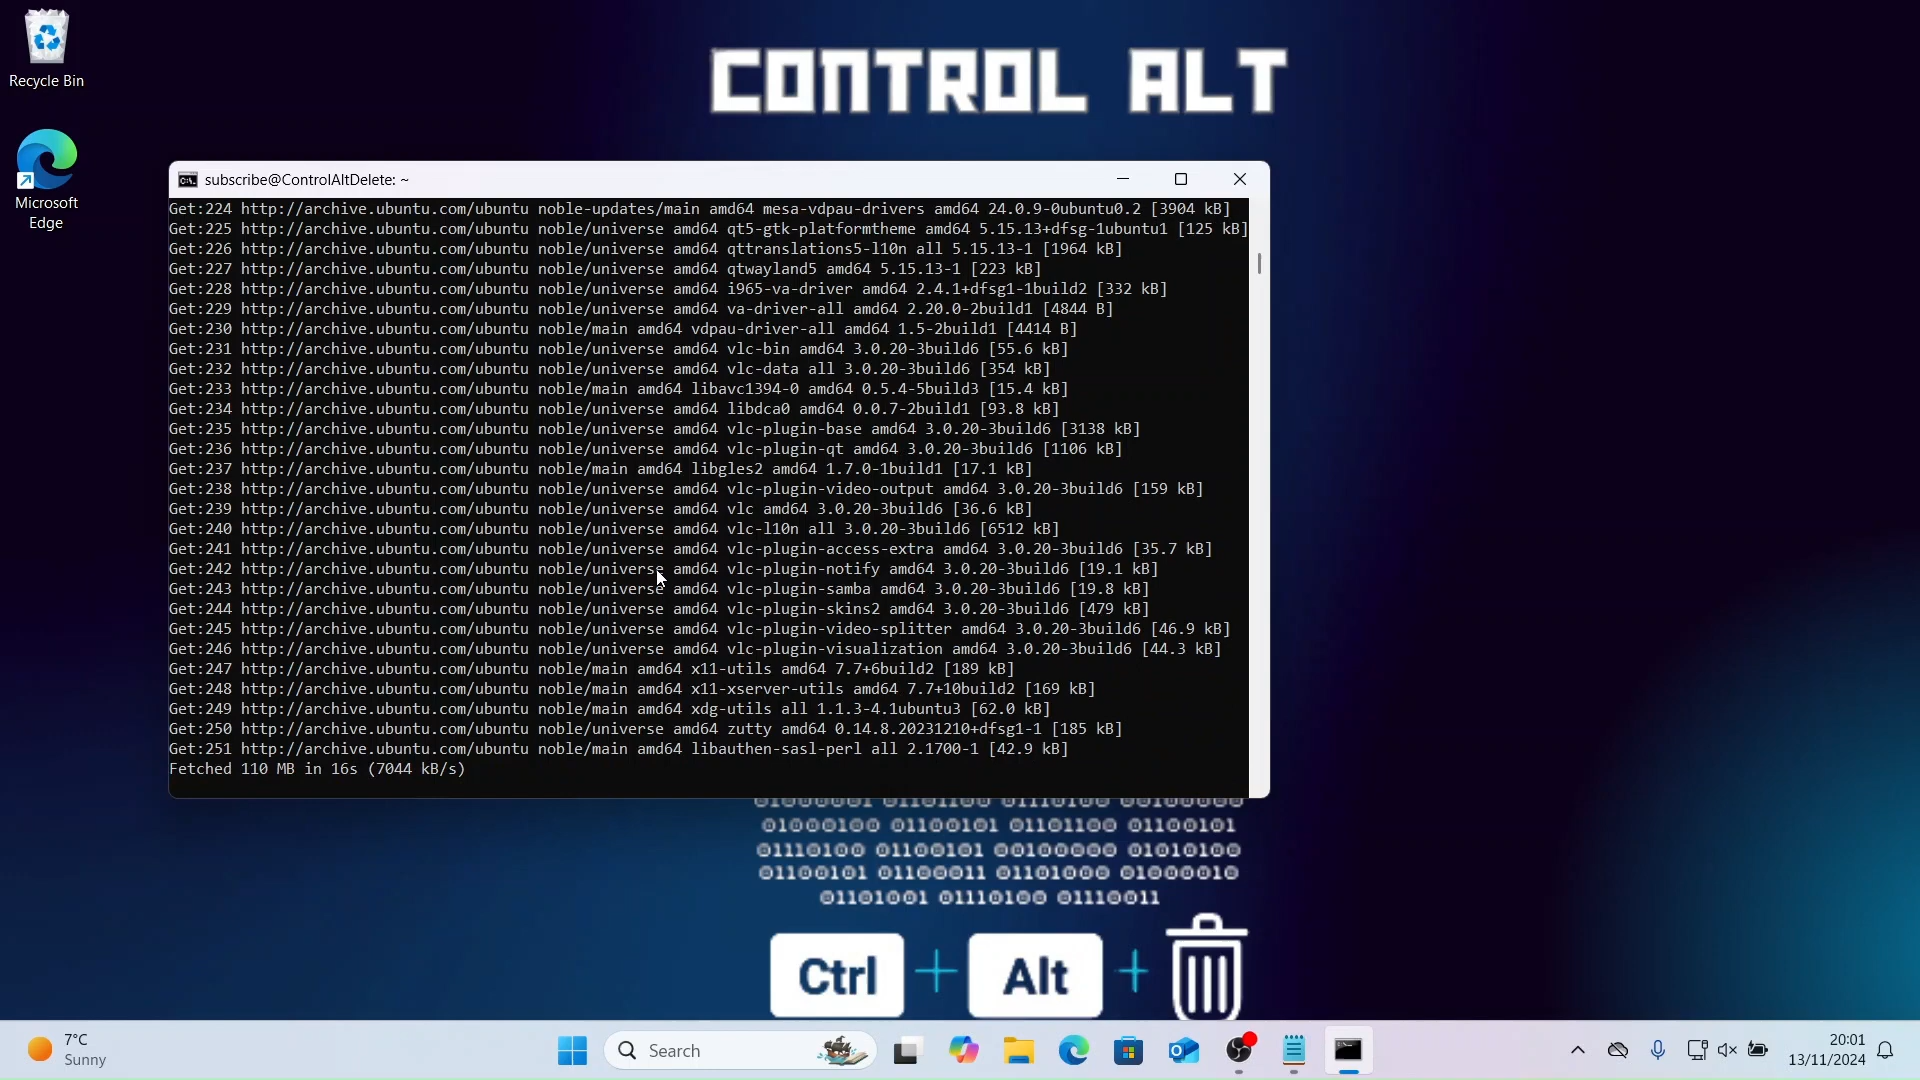 CONTROL ALT
Recycle Bin
Microsoft
Edge
subscribe@ControlAltDelete: ~
Get:224 http://archive.ubuntu.com/ubuntu noble-updates/main amd64 mesa-vdpau-drivers amd64 24.0.9-0ubuntu0.2 [3904 kB]
Get:225 http://archive.ubuntu.com/ubuntu noble/universe amd64 qt5-gtk-platformtheme amd64 5.15.13+dfsg-1ubuntu1 [125 kB]
Get:226 http://archive.ubuntu.com/ubuntu noble/universe amd64 qttranslations5-l10n all 5.15.13-1 [1964 kB]
Get:227 http://archive.ubuntu.com/ubuntu noble/universe amd64 qtwayland5 amd64 5.15.13-1 [223 kB]
Get:228 http://archive.ubuntu.com/ubuntu noble/universe amd64 i965-va-driver amd64 2.4.1+dfsg1-1build2 [332 kB]
Get:229 http://archive.ubuntu.com/ubuntu noble/universe amd64 va-driver-all amd64 2.20.0-2build1 [4844 B]
Get:230 http://archive.ubuntu.com/ubuntu noble/main amd64 vdpau-driver-all amd64 1.5-2build1 [4414 B]
Get:231 http://archive.ubuntu.com/ubuntu noble/universe amd64 vlc-bin amd64 3.0.20-3build6 [55.6 kB]
Get:232 http://archive.ubuntu.com/ubuntu noble/universe amd64 vlc-data all 3.0.20-3build6 [354 kB]
Get:233 http://archive.ubuntu.com/ubuntu noble/main amd64 libavc1394-0 amd64 0.5.4-5build3 [15.4 kB]
Get:234 http://archive.ubuntu.com/ubuntu noble/universe amd64 libdca0 amd64 0.0.7-2build1 [93.8 kB]
Get:235 http://archive.ubuntu.com/ubuntu noble/universe amd64 vlc-plugin-base amd64 3.0.20-3build6 [3138 kB]
Get:236 http://archive.ubuntu.com/ubuntu noble/universe amd64 vlc-plugin-qt amd64 3.0.20-3build6 [1106 kB]
Get:237 http://archive.ubuntu.com/ubuntu noble/main amd64 libgles2 amd64 1.7.0-1build1 [17.1 kB]
Get:238 http://archive.ubuntu.com/ubuntu noble/universe amd64 vlc-plugin-video-output amd64 3.0.20-3build6 [159 kB]
Get:239 http://archive.ubuntu.com/ubuntu noble/universe amd64 vlc amd64 3.0.20-3build6 [36.6 kB]
Get:240 http://archive.ubuntu.com/ubuntu noble/universe amd64 vlc-l10n all 3.0.20-3build6 [6512 kB]
Get:241 http://archive.ubuntu.com/ubuntu noble/universe amd64 vlc-plugin-access-extra amd64 3.0.20-3build6 [35.7 kB]
Get:242 http://archive.ubuntu.com/ubuntu noble/universe amd64 vlc-plugin-notify amd64 3.0.20-3build6 [19.1 kB]
Get:243 http://archive.ubuntu.com/ubuntu noble/universe amd64 vlc-plugin-samba amd64 3.0.20-3build6 [19.8 kB]
Get:244 http://archive.ubuntu.com/ubuntu noble/universe amd64 vlc-plugin-skins2 amd64 3.0.20-3build6 [479 kB]
Get:245 http://archive.ubuntu.com/ubuntu noble/universe amd64 vlc-plugin-video-splitter amd64 3.0.20-3build6 [46.9 kB]
Get:246 http://archive.ubuntu.com/ubuntu noble/universe amd64 vlc-plugin-visualization amd64 3.0.20-3build6 [44.3 kB]
Get:247 http://archive.ubuntu.com/ubuntu noble/main amd64 x11-utils amd64 7.7+6build2 [189 kB]
Get:248 http://archive.ubuntu.com/ubuntu noble/main amd64 x11-xserver-utils amd64 7.7+10build2 [169 kB]
Get:249 http://archive.ubuntu.com/ubuntu noble/main amd64 xdg-utils all 1.1.3-4.1ubuntu3 [62.0 kB]
Get:250 http://archive.ubuntu.com/ubuntu noble/universe amd64 zutty amd64 0.14.8.20231210+dfsg1-1 [185 kB]
Get:251 http://archive.ubuntu.com/ubuntu noble/main amd64 libauthen-sasl-perl all 2.1700-1 [42.9 kB]
Fetched 110 MB in 16s (7044 kB/s)
01000100 01100101 01101100 01100101
01110100 01100101 00100000 01010100
01100101 01100011 01101000 01000010
01101001 01110100 01110011
Ctrl + Alt +
7°C
Sunny
Search
20:01
13/11/2024